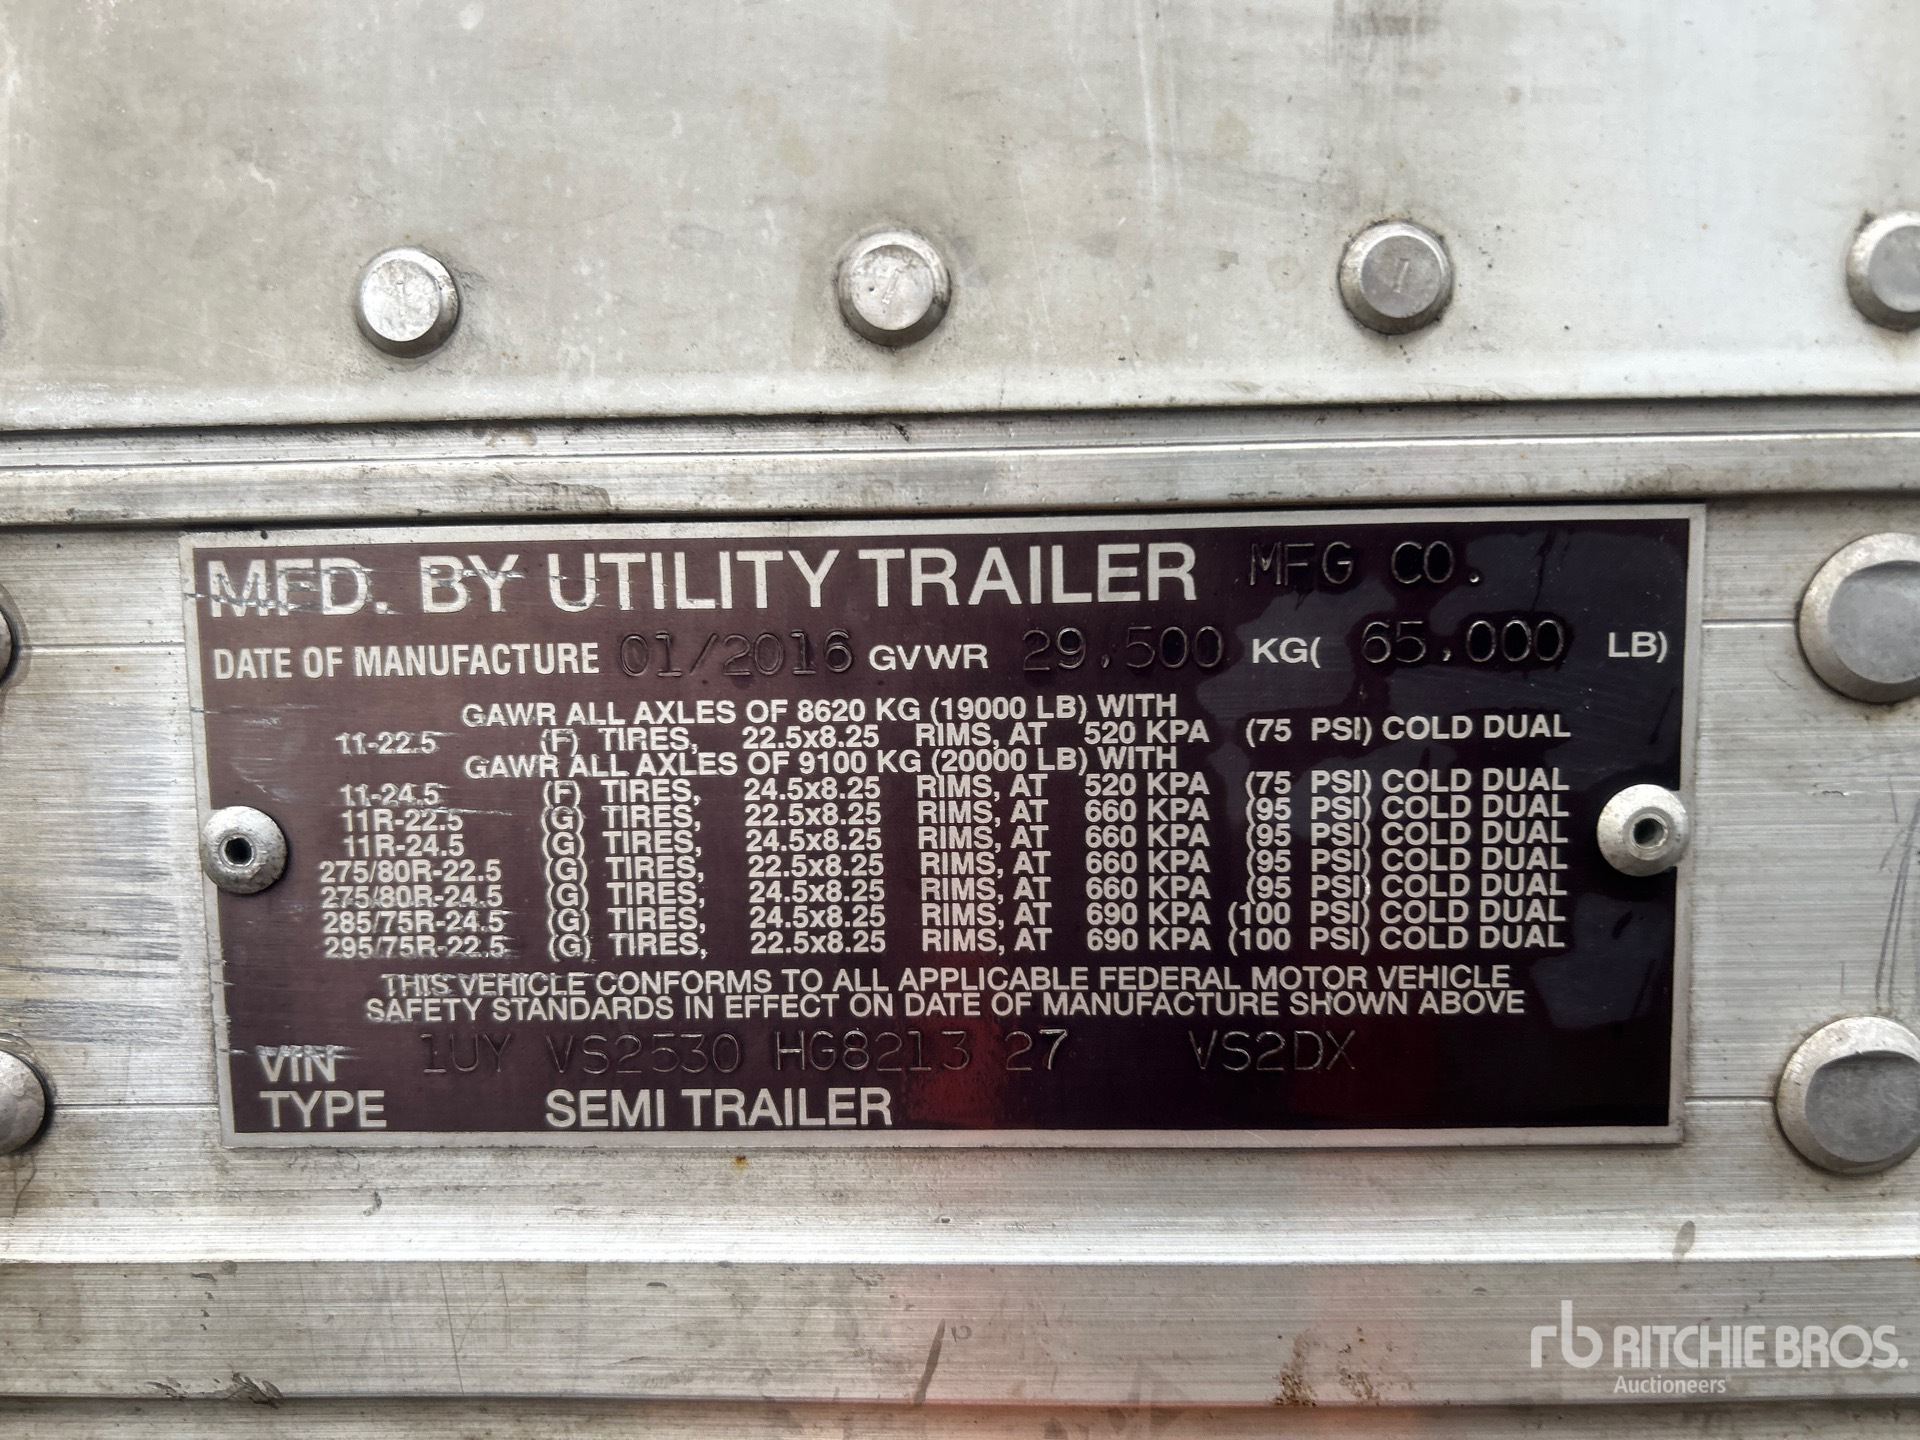 MFD. BY UTILITY TRAILER MFG CO.
DATE OF MANUFACTURE 01/2016 GVWR 29,500 KG( 65,000 LB)
GAWR ALL AXLES OF 8620 KG (19000 LB) WITH
11-22.5 (F) TIRES, 22.5x8.25 RIMS, AT 520 KPA (75 PSI) COLD DUAL
GAWR ALL AXLES OF 9100 KG (20000 LB) WITH
11-24.5 (F) TIRES, 24.5x8.25 RIMS, AT 520 KPA (75 PSI) COLD DUAL
11R-22.5 (G) TIRES, 22.5x8.25 RIMS, AT 660 KPA (95 PSI) COLD DUAL
11R-24.5 (G) TIRES, 24.5x8.25 RIMS, AT 660 KPA (95 PSI) COLD DUAL
275/80R-22.5 (G) TIRES, 22.5x8.25 RIMS, AT 660 KPA (95 PSI) COLD DUAL
275/80R-24.5 (G) TIRES, 24.5x8.25 RIMS, AT 660 KPA (95 PSI) COLD DUAL
285/75R-24.5 (G) TIRES, 24.5x8.25 RIMS, AT 690 KPA (100 PSI) COLD DUAL
295/75R-22.5 (G) TIRES, 22.5x8.25 RIMS, AT 690 KPA (100 PSI) COLD DUAL
THIS VEHICLE CONFORMS TO ALL APPLICABLE FEDERAL MOTOR VEHICLE
SAFETY STANDARDS IN EFFECT ON DATE OF MANUFACTURE SHOWN ABOVE
VIN 1UY VS2530 HG8213 27 VS2DX
TYPE SEMI TRAILER
rb RITCHIE BROS.
Auctioneers